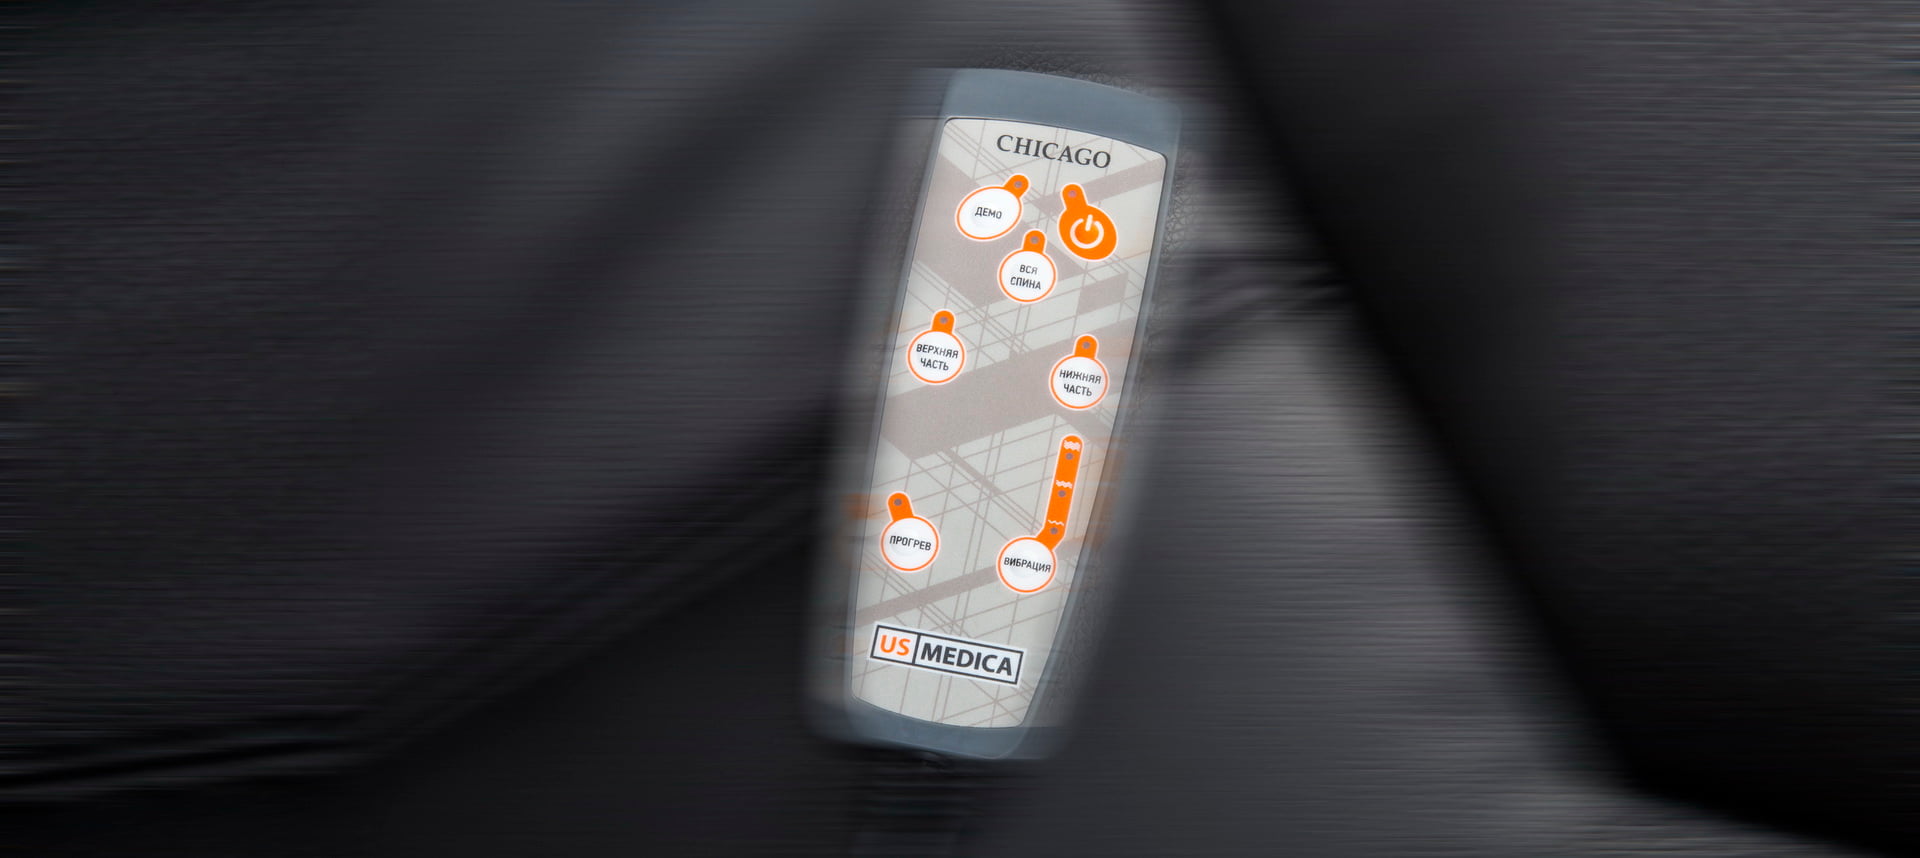 CHICAGO
ДЕМО
ВСЯ
СПИНА
ВЕРХНЯЯ
ЧАСТЬ
НИЖНЯЯ
ЧАСТЬ
ПРОГРЕВ
ВИБРАЦИЯ
US MEDICA